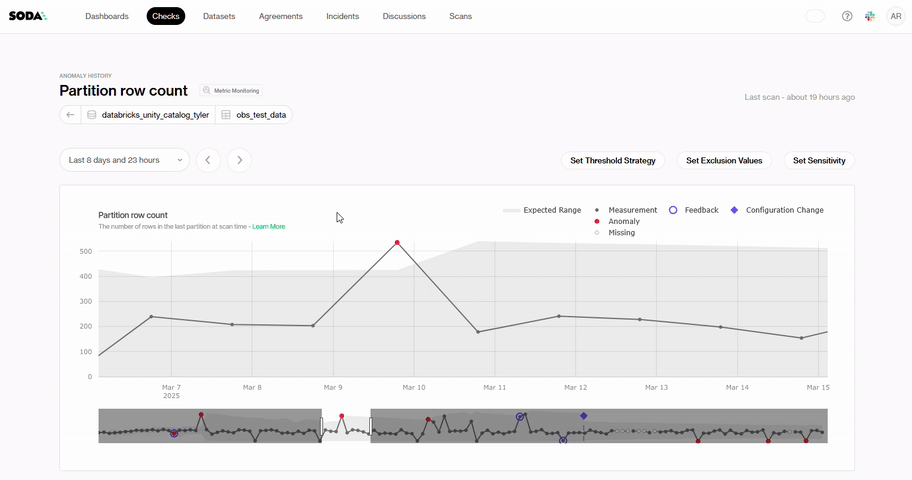 SODA
Dashboards Checks Datasets Agreements Incidents Discussions Scans
? AR
ANOMALY HISTORY
Partition row count Metric Monitoring
Last scan - about 19 hours ago
databricks_unity_catalog_tyler obs_test_data
Last 8 days and 23 hours
Set Threshold Strategy Set Exclusion Values Set Sensitivity
Partition row count
The number of rows in the last partition at scan time - Learn More
Expected Range Measurement Feedback Configuration Change
Anomaly
Missing
500
400
300
200
100
0
Mar 7 Mar 8 Mar 9 Mar 10 Mar 11 Mar 12 Mar 13 Mar 14 Mar 15
2025